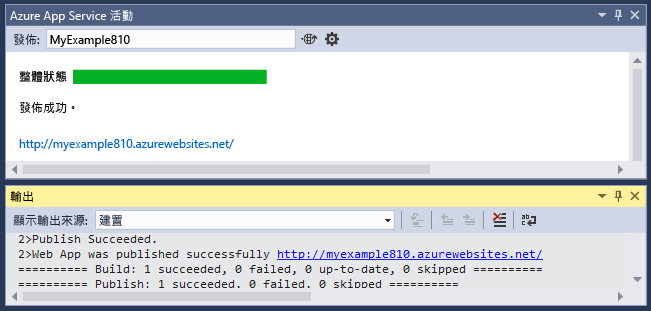 Azure App Service 活動
發佈: MyExample810
整體狀態
發佈成功。
http://myexample810.azurewebsites.net/
輸出
顯示輸出來源: 建置
2>Publish Succeeded.
2>Web App was published successfully http://myexample810.azurewebsites.net/
========== Build: 1 succeeded, 0 failed, 0 up-to-date, 0 skipped ==========
========== Publish: 1 succeeded, 0 failed, 0 skipped ==========